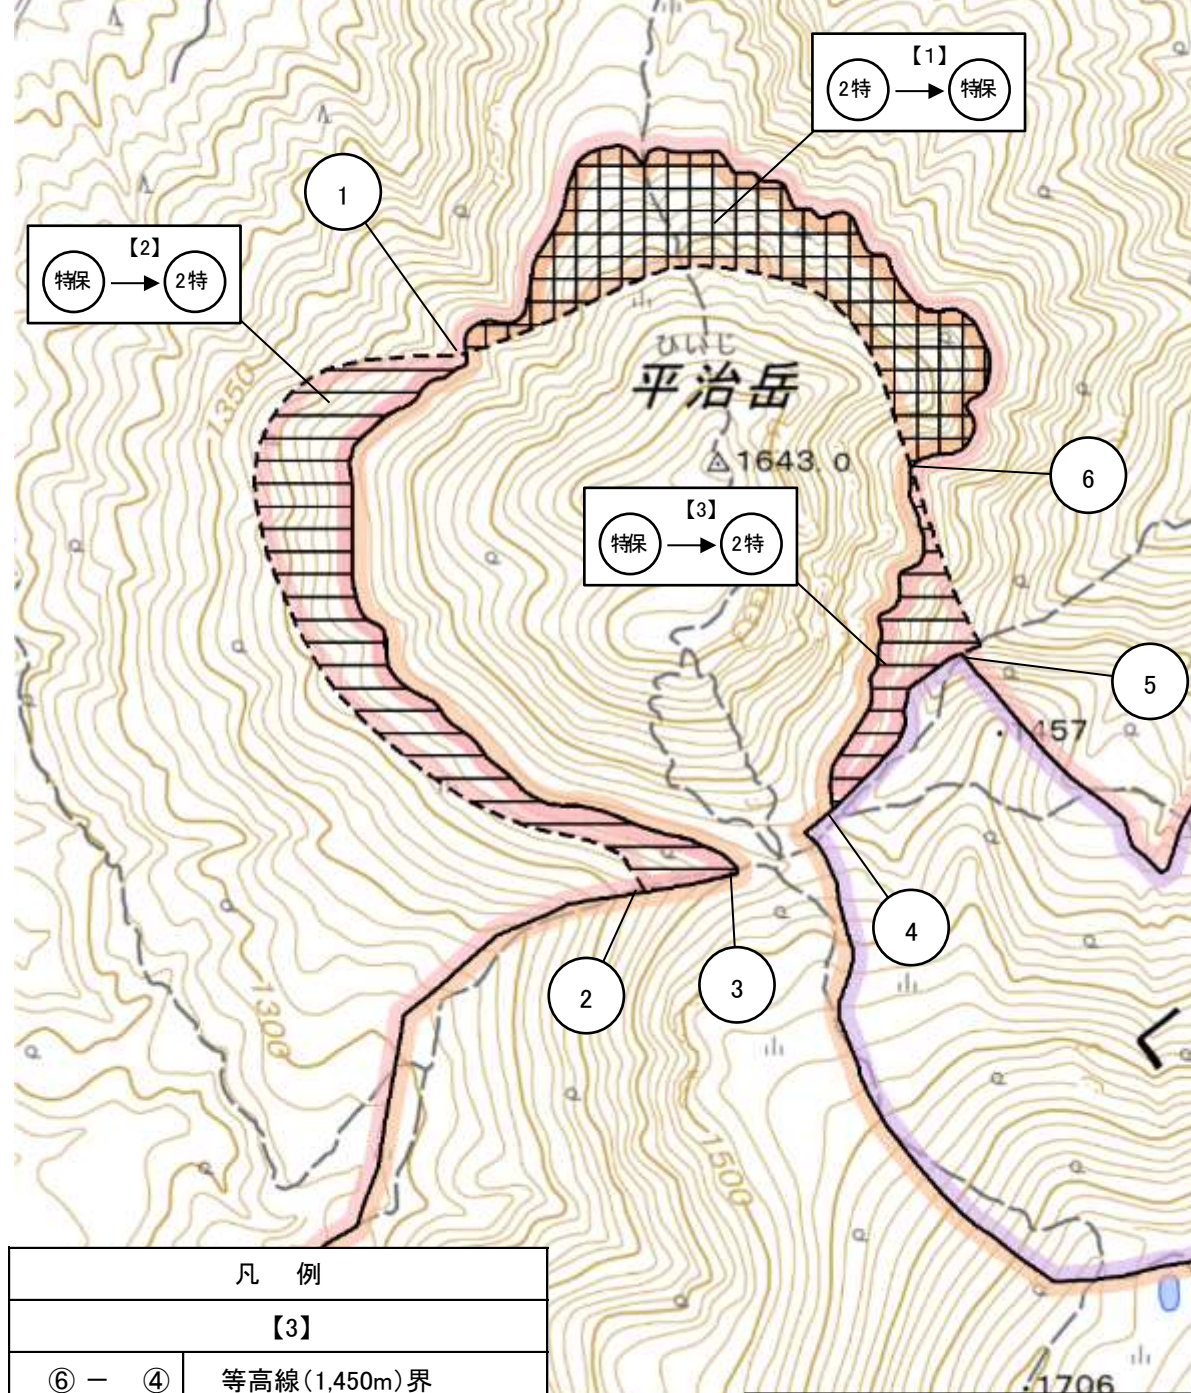 【1】
2特 → 特保
1
【2】
特保 → 2特
1350
ひいじ
平治岳
1643.0
6
【3】
特保 → 2特
5
1457
4
2
3
1300
1500
凡 例
【3】
⑥ － ④ 等高線(1,450m)界
1706